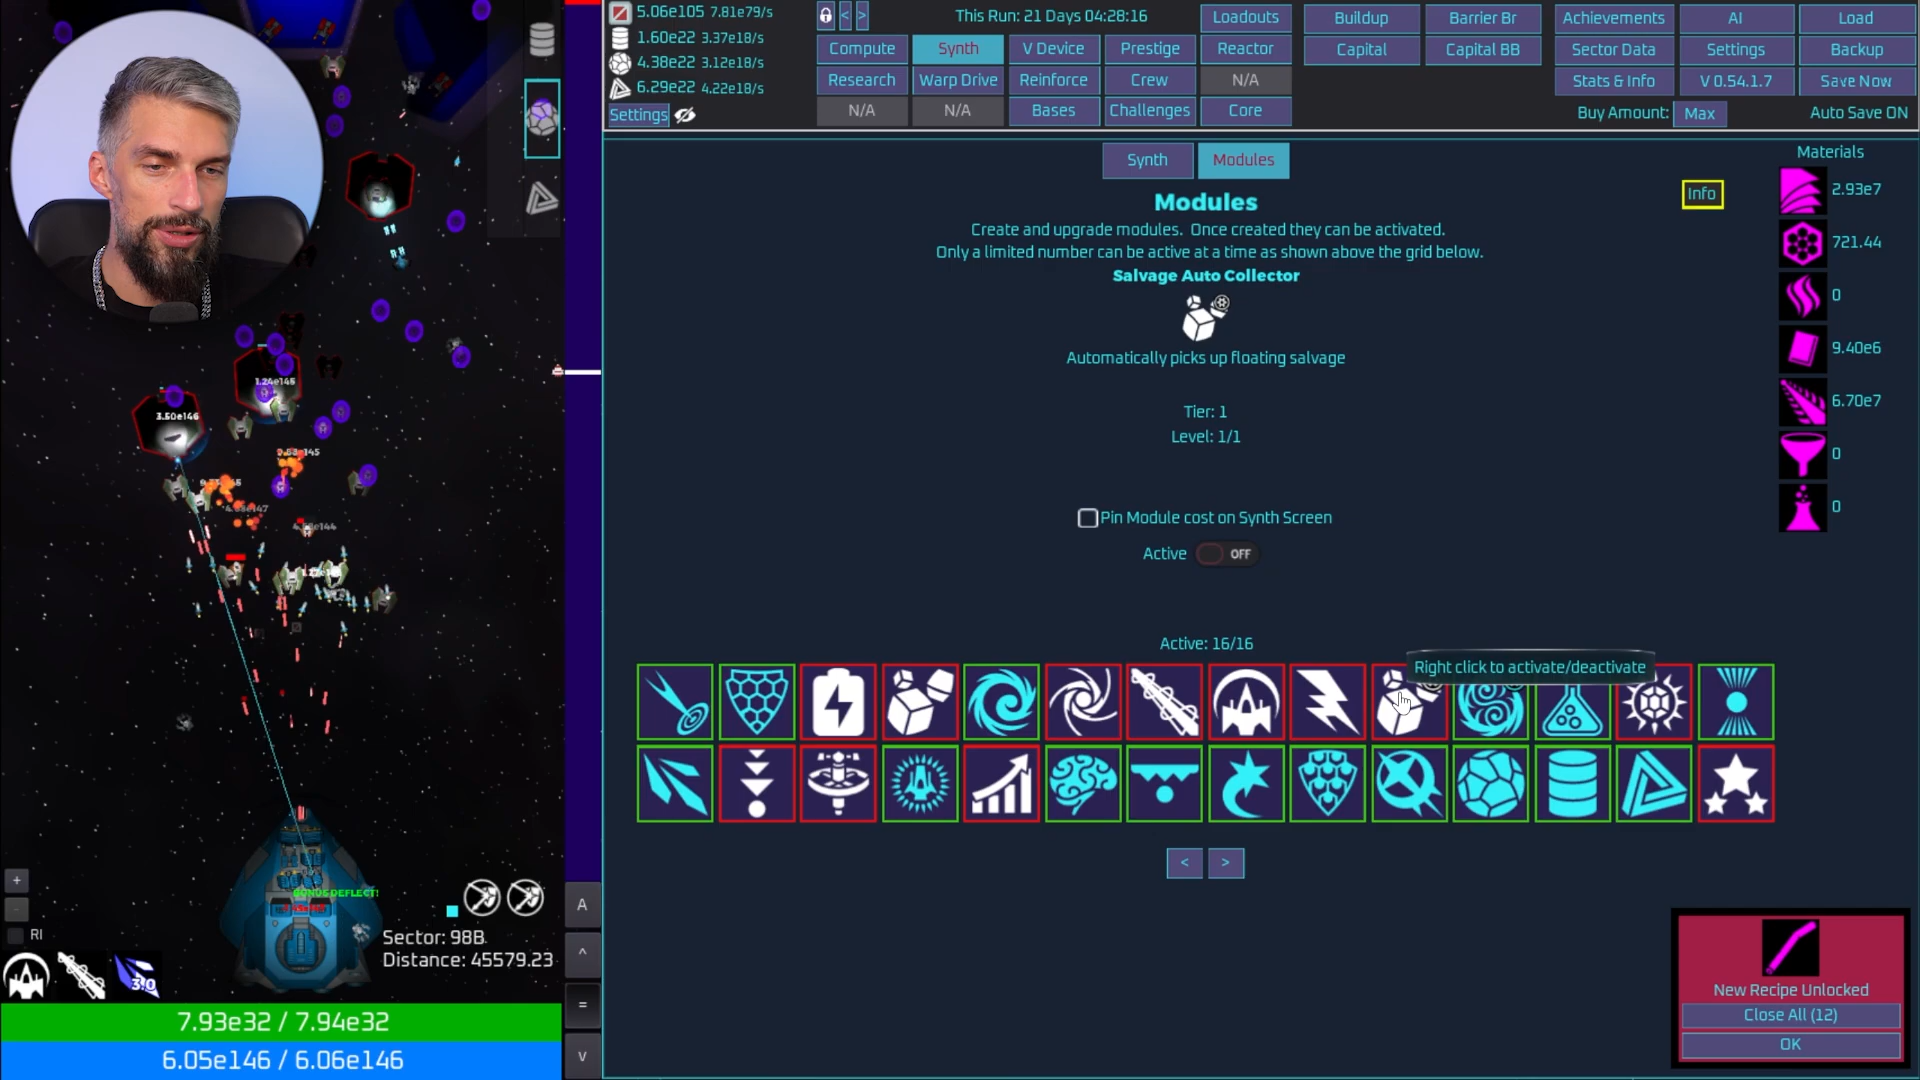 5.06e105 7.81e79/s
1.60e22 3.37e18/s
4.38e22 3.12e18/s
6.29e22 4.22e18/s
Settings
< >
This Run: 21 Days 04:28:16
Compute Synth V Device Prestige Reactor
Research Warp Drive Reinforce Crew N/A
N/A N/A Bases Challenges Core
Loadouts Buildup Barrier Br
Capital Capital BB
Achievements AI Load
Sector Data Settings Backup
Stats & Info V 0.54.1.7 Save Now
Buy Amount: Max Auto Save ON
Synth Modules
Modules
Create and upgrade modules. Once created they can be activated.
Only a limited number can be active at a time as shown above the grid below.
Salvage Auto Collector
Automatically picks up floating salvage
Tier: 1
Level: 1/1
Pin Module cost on Synth Screen
Active OFF
Active: 16/16
Right click to activate/deactivate
< >
Info
Materials
2.93e7
721.44
0
9.40e6
6.70e7
0
0
New Recipe Unlocked
Close All (12)
OK
1.24e145
3.50e146
BONUS DEFLECT!
Sector: 98B
Distance: 45579.23
+
-
RI
3.0
A
^
=
v
7.93e32 / 7.94e32
6.05e146 / 6.06e146